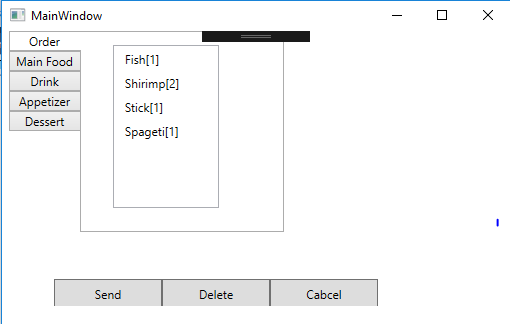 MainWindow
Order
Main Food
Drink
Appetizer
Dessert
Fish[1]
Shirimp[2]
Stick[1]
Spageti[1]
Send
Delete
Cabcel